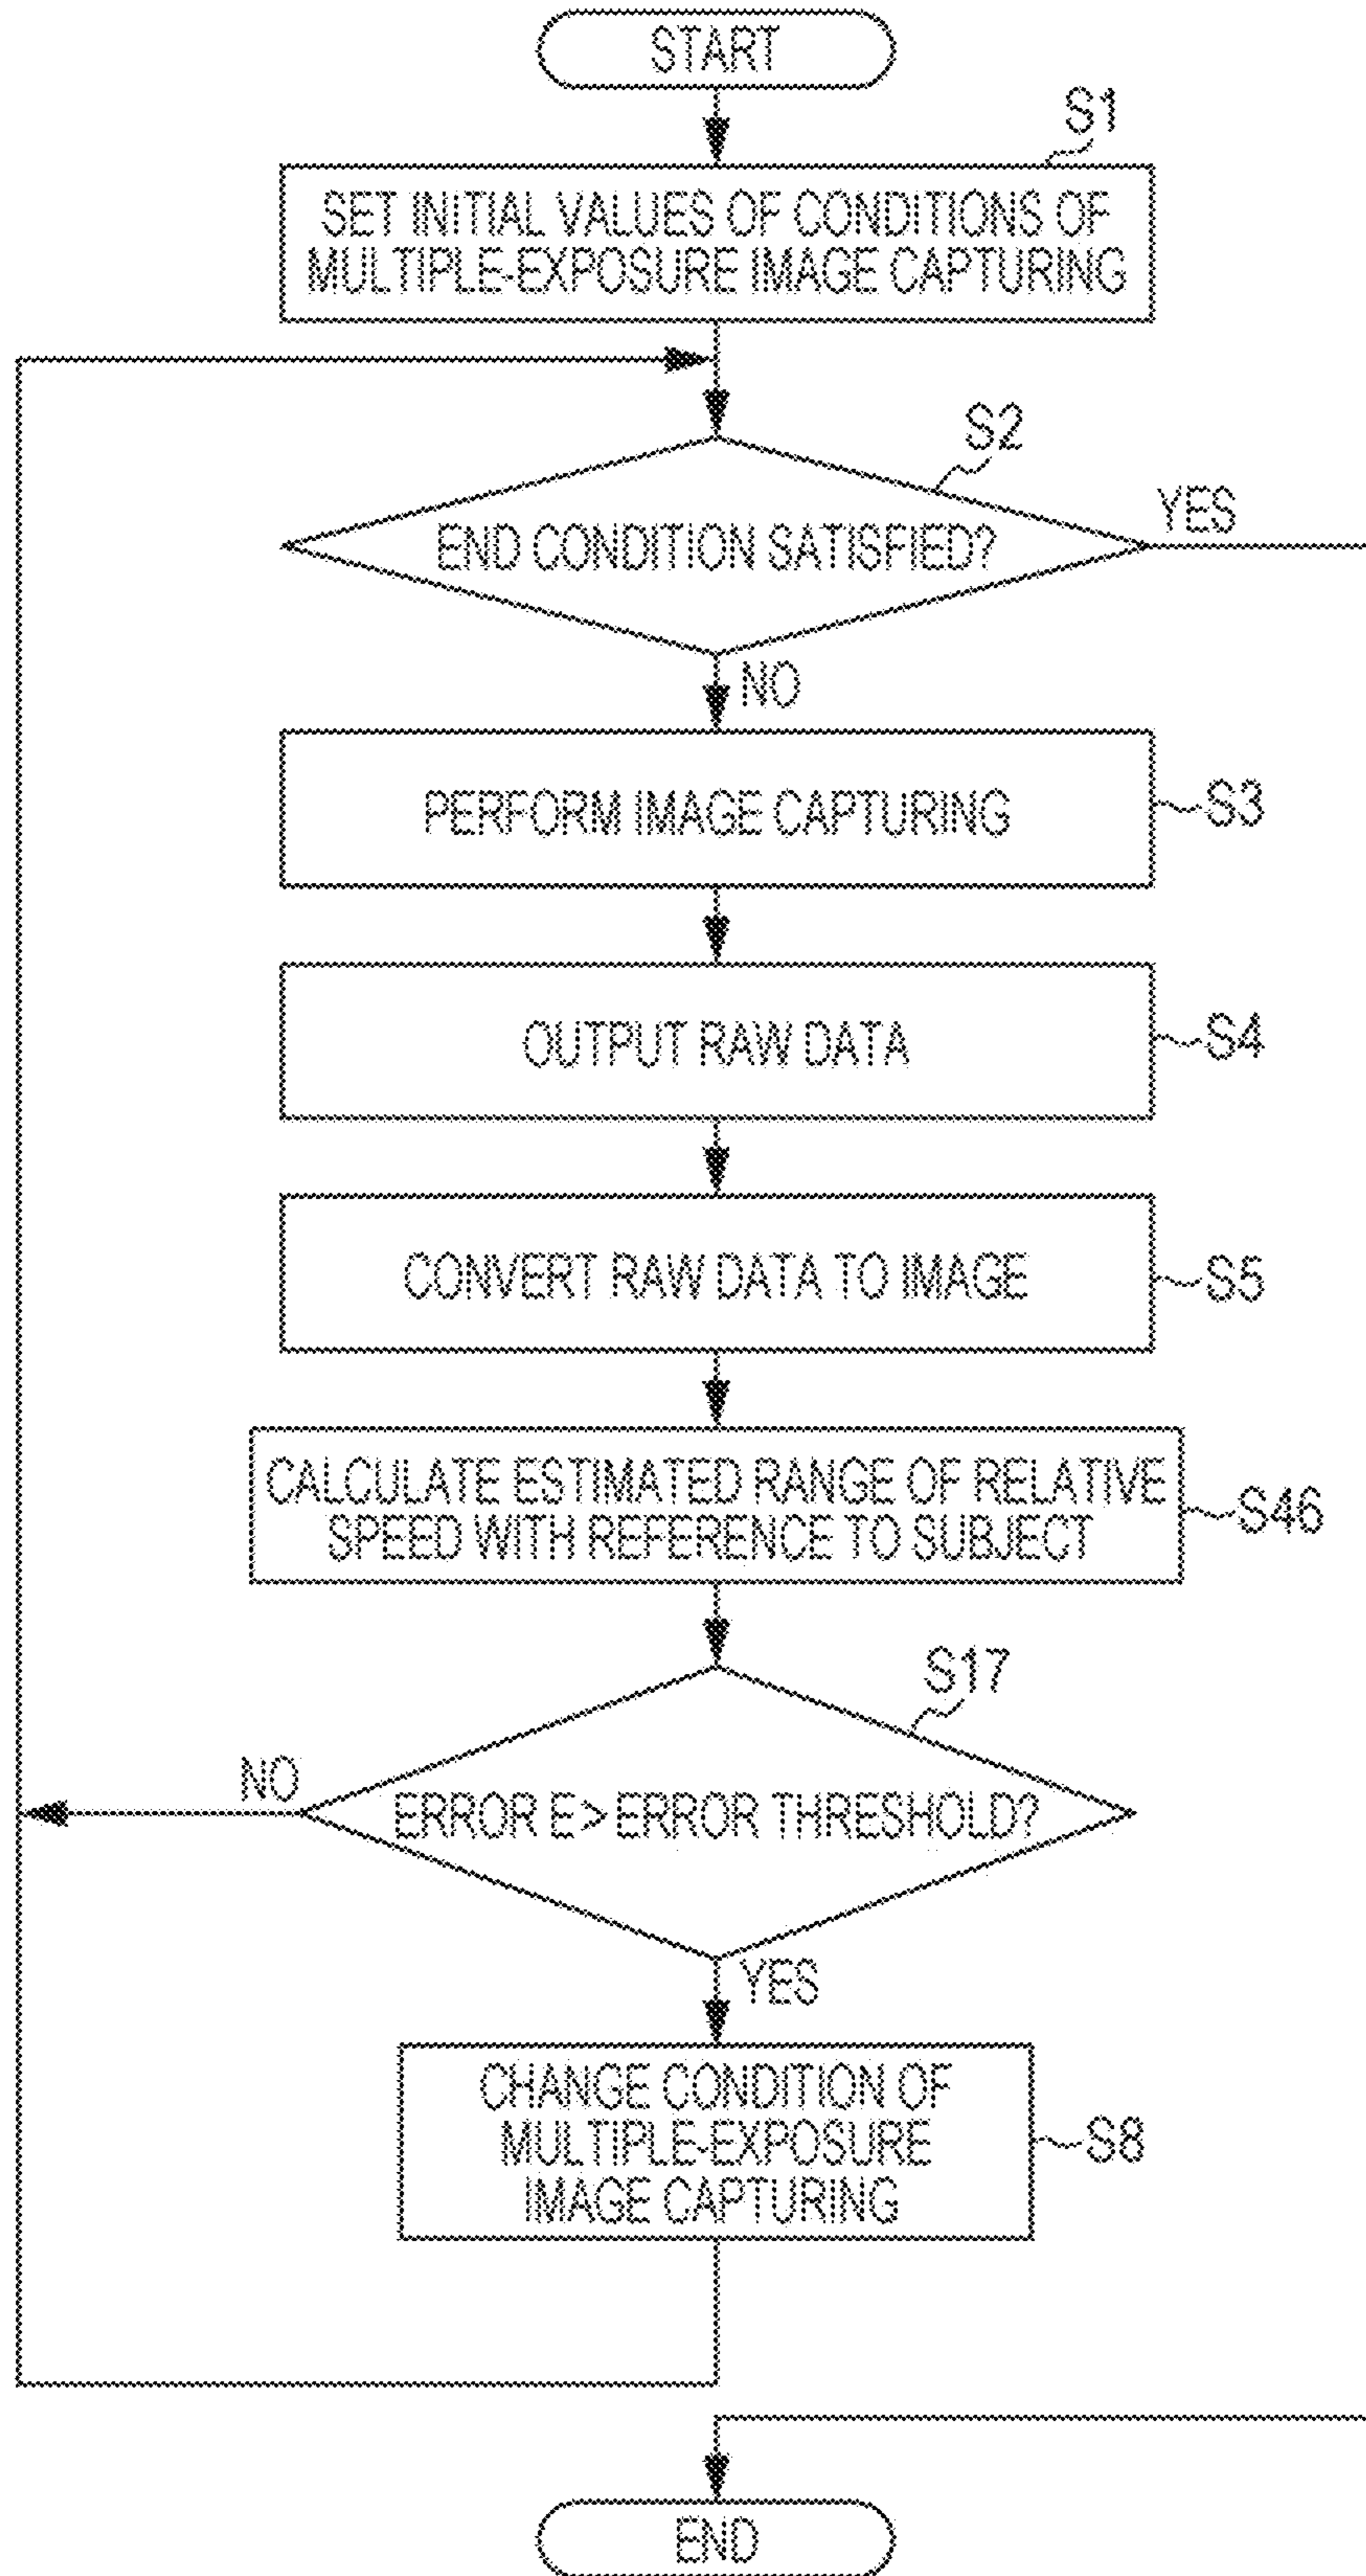 START
S1
SET INITIAL VALUES OF CONDITIONS OF
MULTIPLE-EXPOSURE IMAGE CAPTURING
S2
END CONDITION SATISFIED?
YES
NO
PERFORM IMAGE CAPTURING
S3
OUTPUT RAW DATA
S4
CONVERT RAW DATA TO IMAGE
S5
CALCULATE ESTIMATED RANGE OF RELATIVE
SPEED WITH REFERENCE TO SUBJECT
S46
S17
NO
ERROR E > ERROR THRESHOLD?
YES
CHANGE CONDITION OF
MULTIPLE-EXPOSURE
IMAGE CAPTURING
S8
END